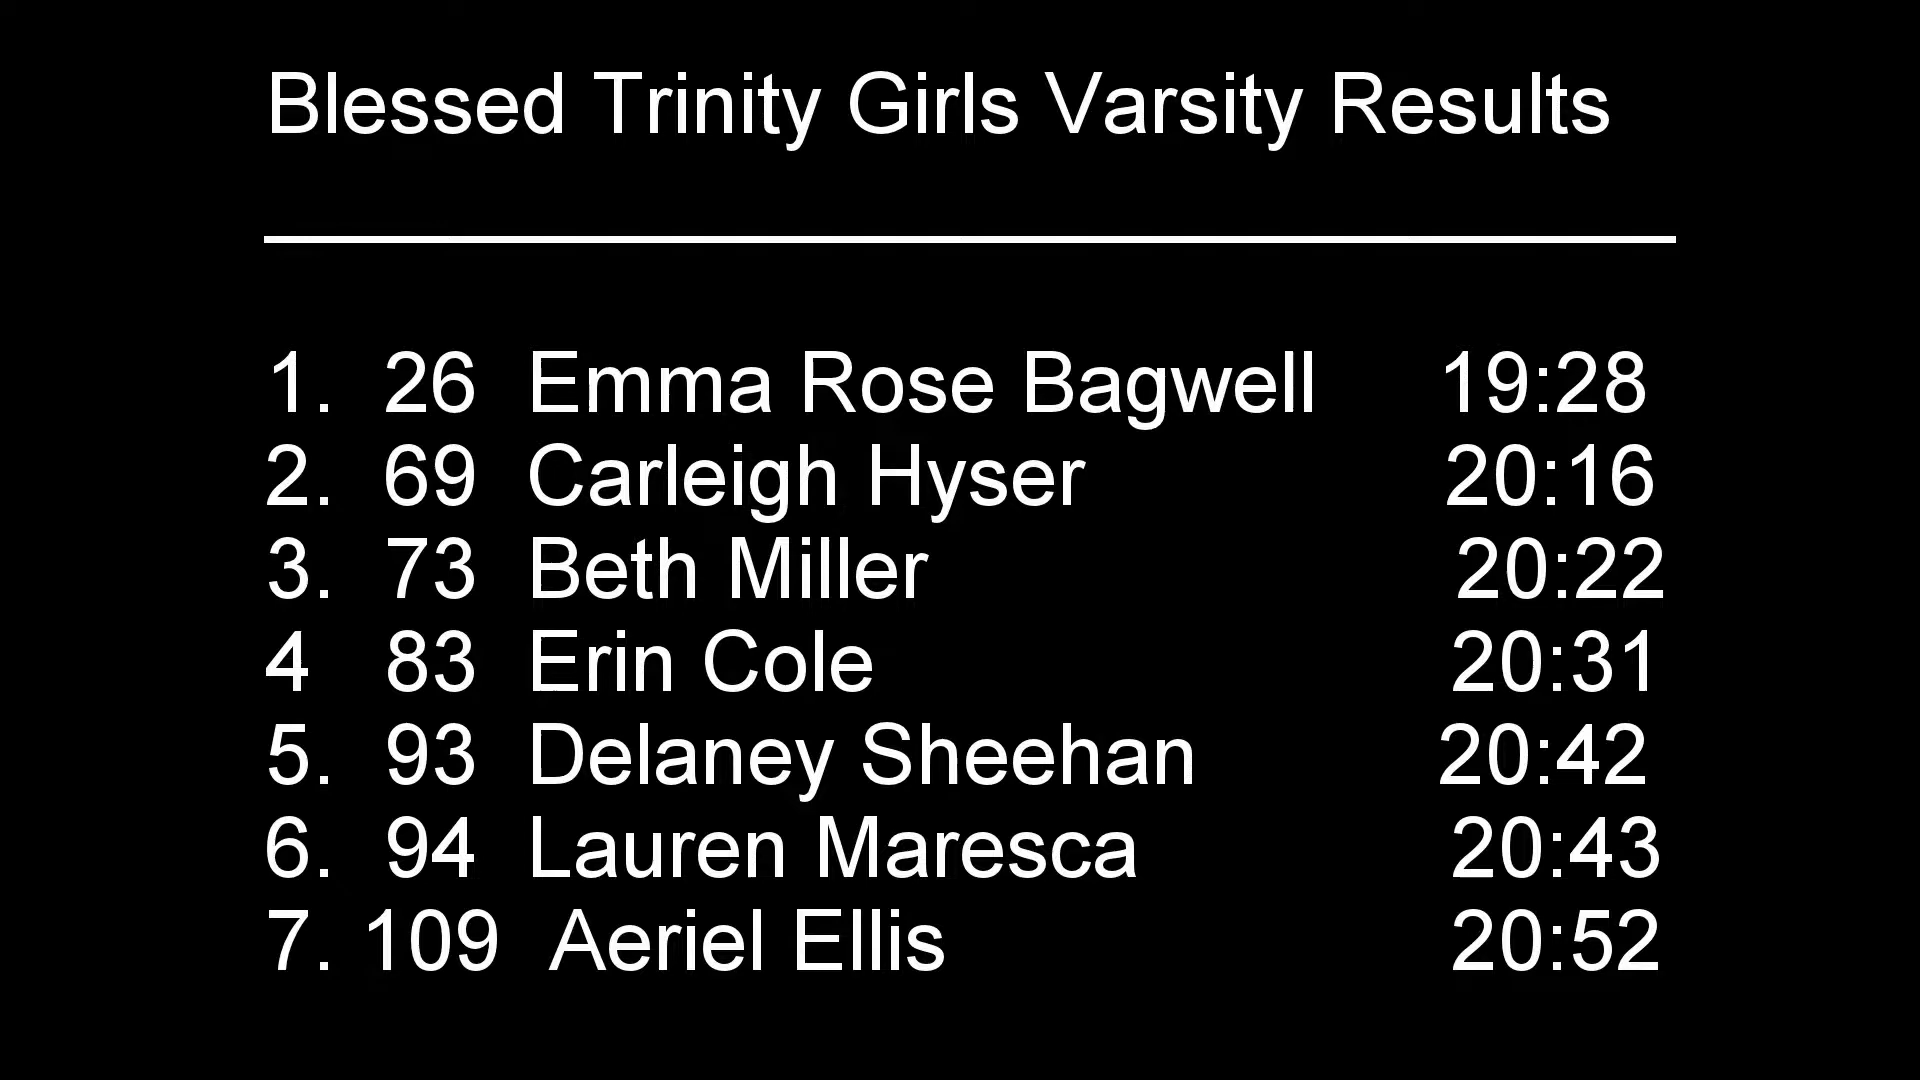 Blessed Trinity Girls Varsity Results
1. 26 Emma Rose Bagwell 19:28
2. 69 Carleigh Hyser 20:16
3. 73 Beth Miller 20:22
4 83 Erin Cole 20:31
5. 93 Delaney Sheehan 20:42
6. 94 Lauren Maresca 20:43
7. 109 Aeriel Ellis 20:52